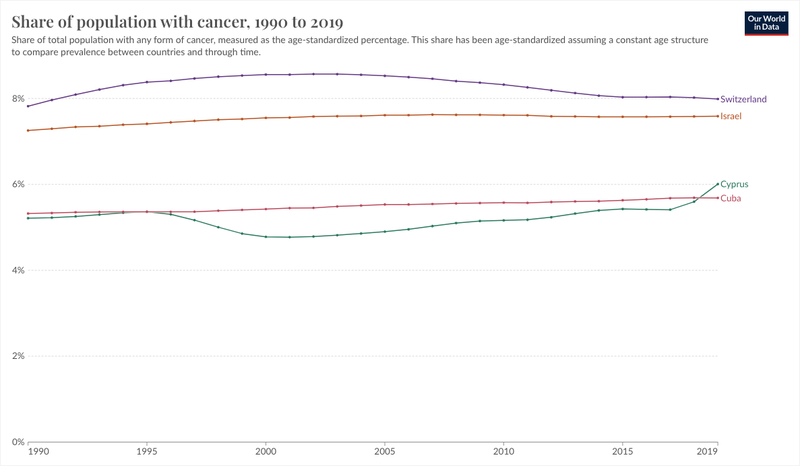 Share of population with cancer, 1990 to 2019
Our World
in Data
Share of total population with any form of cancer, measured as the age-standardized percentage. This share has been age-standardized assuming a constant age structure
to compare prevalence between countries and through time.
8%
6%
4%
2%
0%
Switzerland
Israel
Cyprus
Cuba
1990
1995
2000
2005
2010
2015
2019